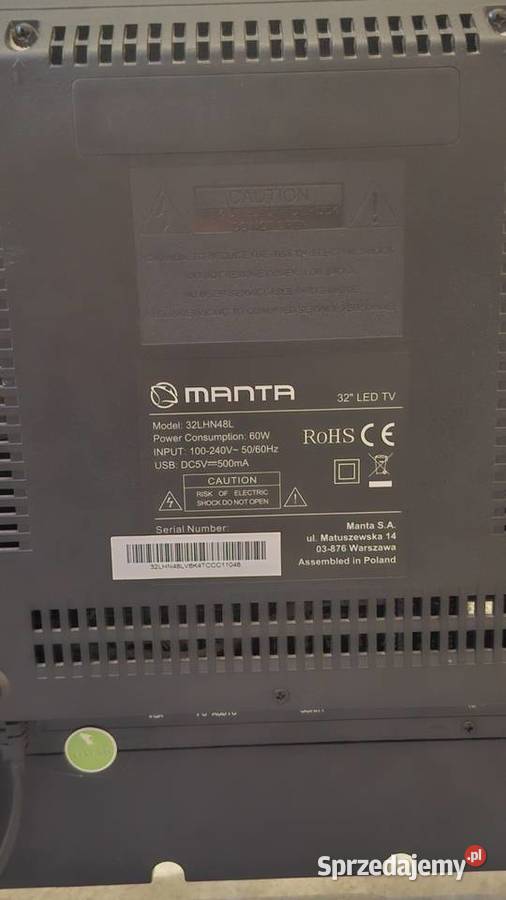 CAUTION
MANTA
32" LED TV
Model: 32LHN48L
Power Consumption: 60W
INPUT: 100-240V~ 50/60Hz
USB: DC5V⎓500mA
RoHS CE
CAUTION
RISK OF ELECTRIC
SHOCK DO NOT OPEN
Serial Number:
32LHN48LV6K4TCCC11048
Manta S.A.
ul. Matuszewska 14
03-876 Warszawa
Assembled in Poland
Sprzedajemy.pl